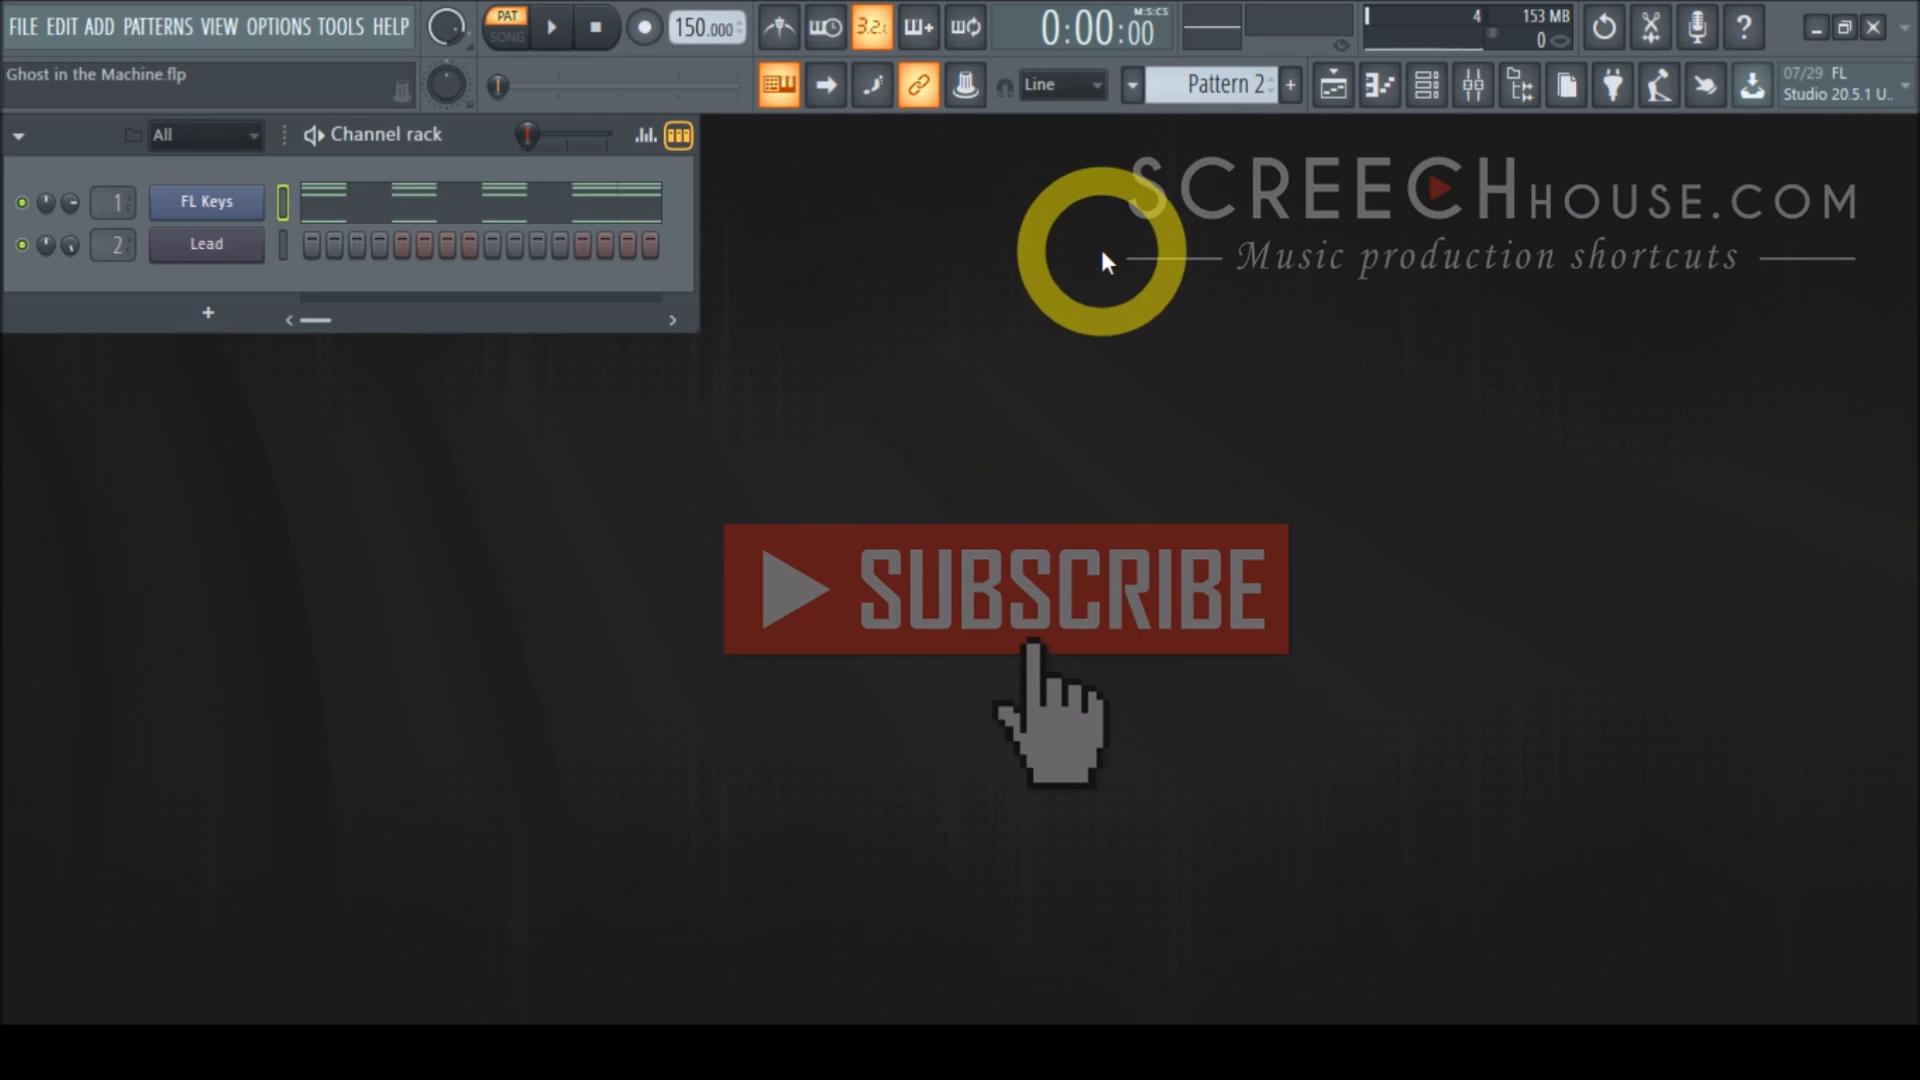 FILE EDIT ADD PATTERNS VIEW OPTIONS TOOLS HELP
PAT
SONG
150.000
3.2.
M:S:CS
0:00:00
4
153 MB
0
Ghost in the Machine.flp
Line
Pattern 2
07/29 FL
Studio 20.5.1 U..
All
Channel rack
1
FL Keys
2
Lead
SCREECHHOUSE.COM
Music production shortcuts
SUBSCRIBE